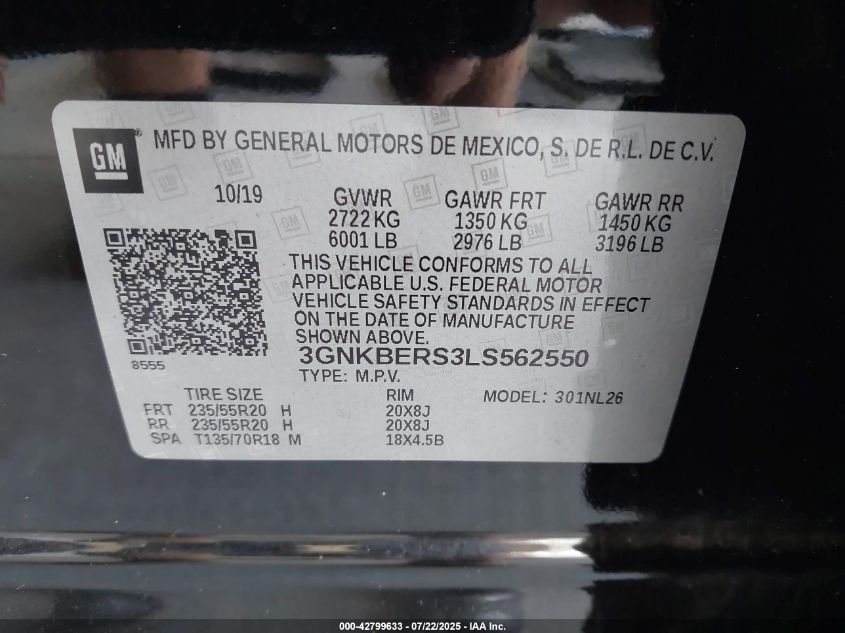 GM
MFD BY GENERAL MOTORS DE MEXICO, S. DE R.L. DE C.V.
10/19 GVWR GAWR FRT GAWR RR
2722 KG 1350 KG 1450 KG
6001 LB 2976 LB 3196 LB
THIS VEHICLE CONFORMS TO ALL
APPLICABLE U.S. FEDERAL MOTOR
VEHICLE SAFETY STANDARDS IN EFFECT
ON THE DATE OF MANUFACTURE
SHOWN ABOVE.
8555
3GNKBERS3LS562550
TYPE: M.P.V.
TIRE SIZE RIM MODEL: 301NL26
FRT 235/55R20 H 20X8J
RR 235/55R20 H 20X8J
SPA T135/70R18 M 18X4.5B
000-42799633 / 07/22/2025 - IAA Inc.